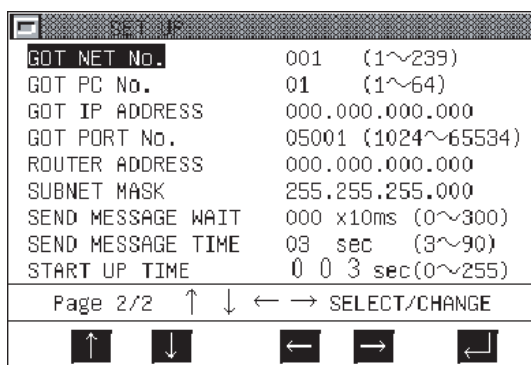 SET UP
GOT NET No. 001 (1～239)
GOT PC No. 01 (1～64)
GOT IP ADDRESS 000.000.000.000
GOT PORT No. 05001 (1024～65534)
ROUTER ADDRESS 000.000.000.000
SUBNET MASK 255.255.255.000
SEND MESSAGE WAIT 000 x10ms (0～300)
SEND MESSAGE TIME 03 sec (3～90)
START UP TIME 0 0 3 sec(0～255)
Page 2/2 ↑ ↓ ← → SELECT/CHANGE
↑ ↓ ← → ↵